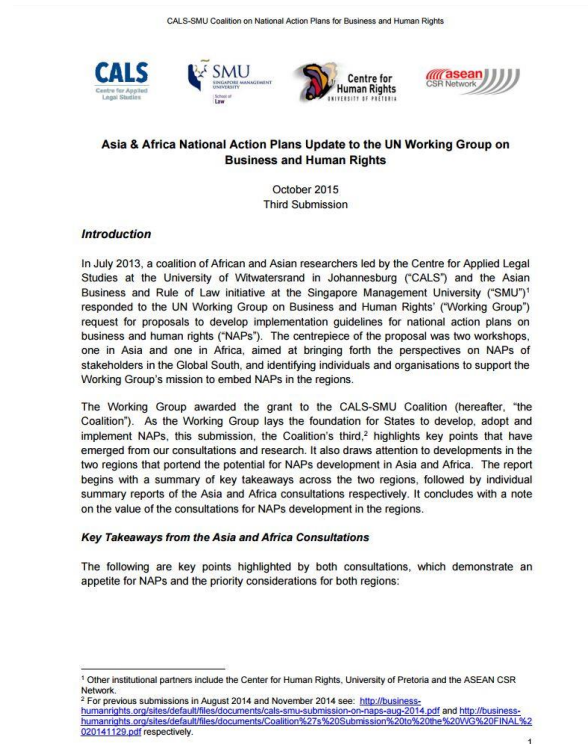 CALS-SMU Coalition on National Action Plans for Business and Human Rights
CALS
Centre for Applied
Legal Studies
SMU
SINGAPORE MANAGEMENT
UNIVERSITY
School of
Law
Centre for
Human Rights
UNIVERSITY OF PRETORIA
asean
CSR Network
Asia & Africa National Action Plans Update to the UN Working Group on
Business and Human Rights
October 2015
Third Submission
Introduction
In July 2013, a coalition of African and Asian researchers led by the Centre for Applied Legal
Studies at the University of Witwatersrand in Johannesburg ("CALS") and the Asian
Business and Rule of Law initiative at the Singapore Management University ("SMU")1
responded to the UN Working Group on Business and Human Rights' ("Working Group")
request for proposals to develop implementation guidelines for national action plans on
business and human rights ("NAPs"). The centrepiece of the proposal was two workshops,
one in Asia and one in Africa, aimed at bringing forth the perspectives on NAPs of
stakeholders in the Global South, and identifying individuals and organisations to support the
Working Group's mission to embed NAPs in the regions.
The Working Group awarded the grant to the CALS-SMU Coalition (hereafter, "the
Coalition"). As the Working Group lays the foundation for States to develop, adopt and
implement NAPs, this submission, the Coalition's third,2 highlights key points that have
emerged from our consultations and research. It also draws attention to developments in the
two regions that portend the potential for NAPs development in Asia and Africa. The report
begins with a summary of key takeaways across the two regions, followed by individual
summary reports of the Asia and Africa consultations respectively. It concludes with a note
on the value of the consultations for NAPs development in the regions.
Key Takeaways from the Asia and Africa Consultations
The following are key points highlighted by both consultations, which demonstrate an
appetite for NAPs and the priority considerations for both regions:
1 Other institutional partners include the Center for Human Rights, University of Pretoria and the ASEAN CSR
Network.
2 For previous submissions in August 2014 and November 2014 see: http://business-
humanrights.org/sites/default/files/documents/cals-smu-submission-on-naps-aug-2014.pdf and http://business-
humanrights.org/sites/default/files/documents/Coalition%27s%20Submission%20to%20the%20WG%20FINAL%2
020141129.pdf respectively.
1